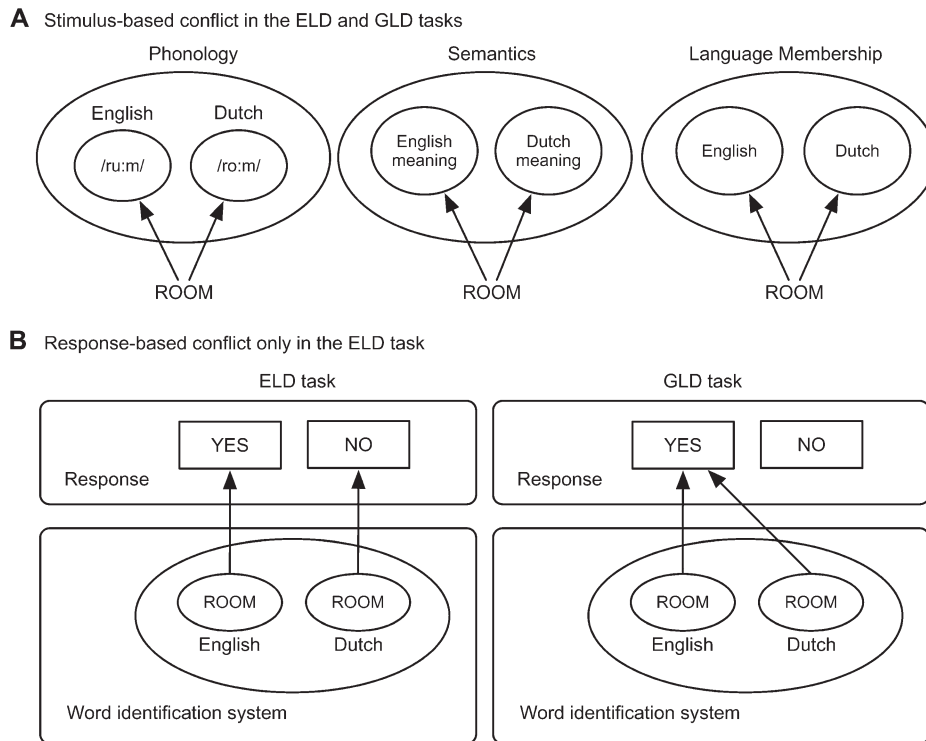 A Stimulus-based conflict in the ELD and GLD tasks
Phonology
Semantics
Language Membership
English
Dutch
/ru:m/
/ro:m/
English
meaning
Dutch
meaning
English
Dutch
ROOM
ROOM
ROOM
B Response-based conflict only in the ELD task
ELD task
GLD task
YES
NO
Response
YES
NO
Response
ROOM
ROOM
English
Dutch
Word identification system
ROOM
ROOM
English
Dutch
Word identification system